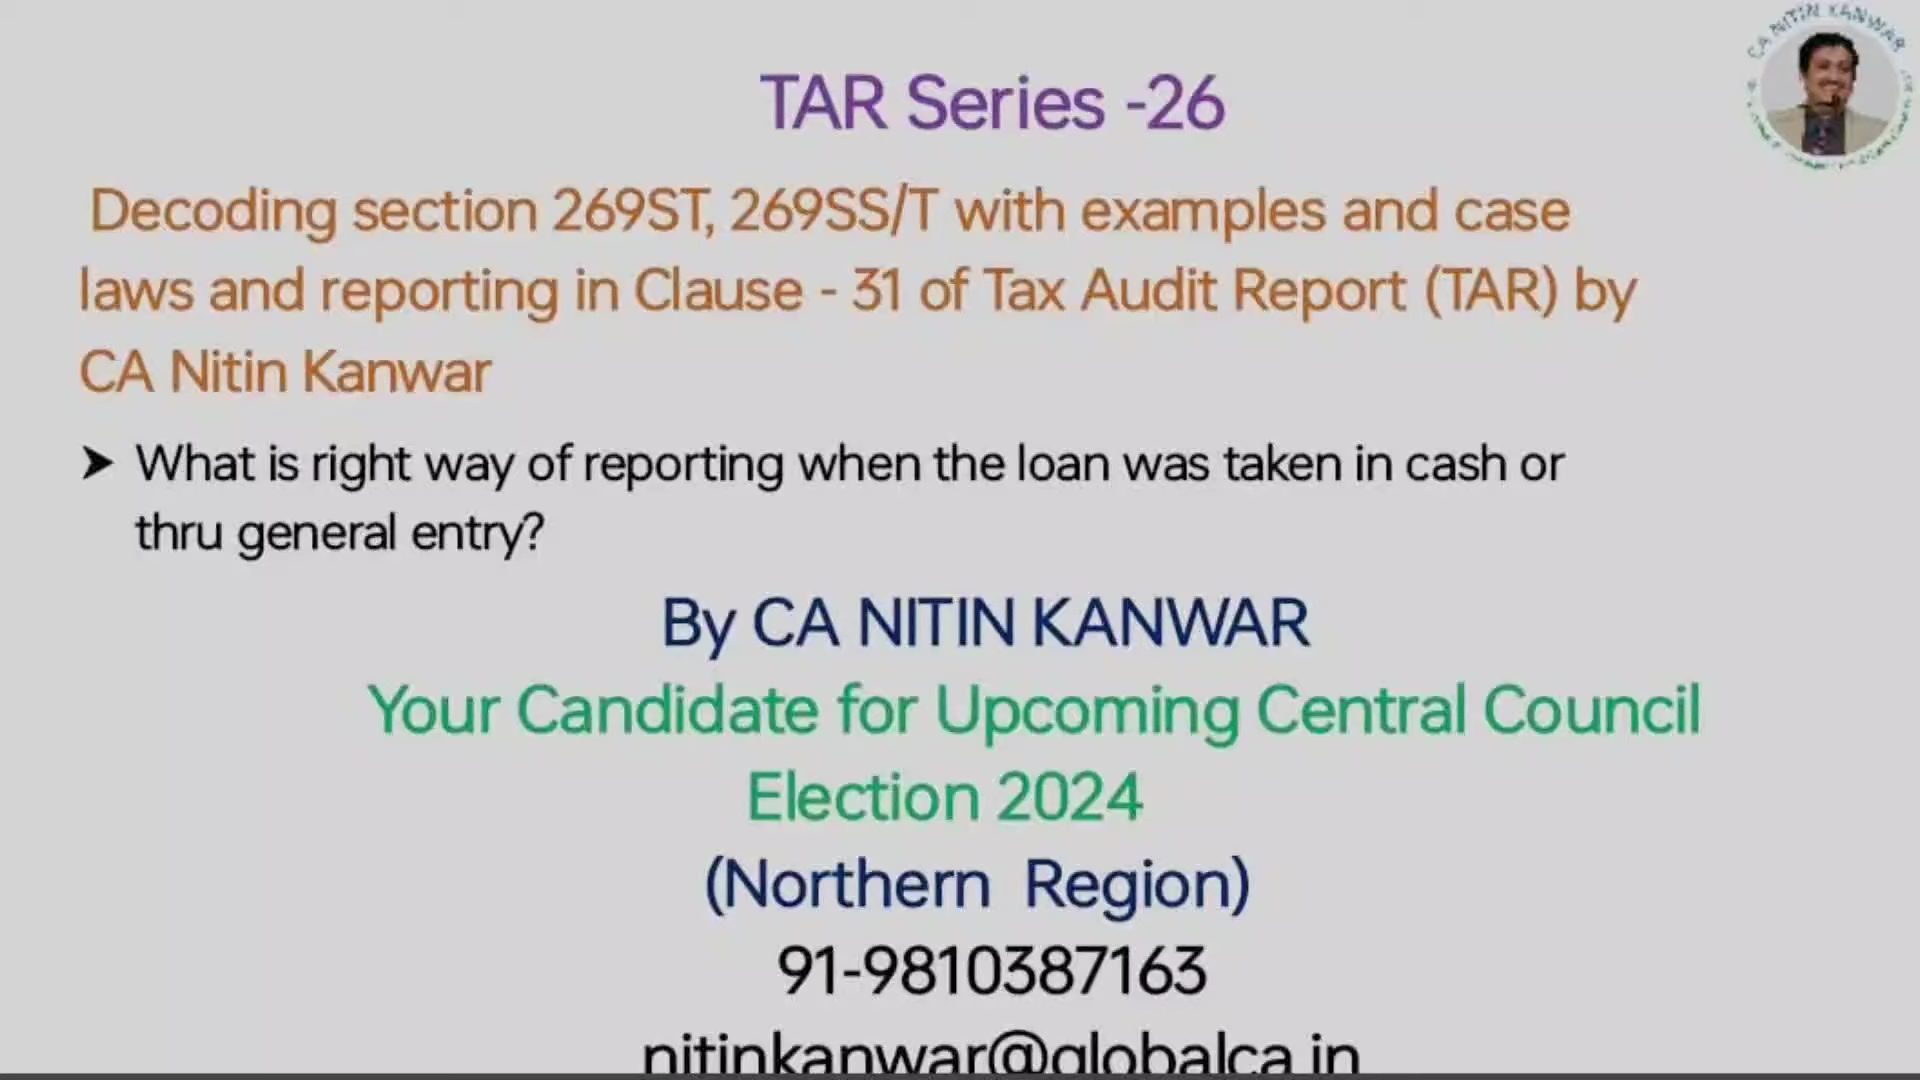 CA NITIN KANWAR
TAR Series -26
Decoding section 269ST, 269SS/T with examples and case
laws and reporting in Clause - 31 of Tax Audit Report (TAR) by
CA Nitin Kanwar
➤ What is right way of reporting when the loan was taken in cash or
thru general entry?
By CA NITIN KANWAR
Your Candidate for Upcoming Central Council
Election 2024
(Northern Region)
91-9810387163
nitinkanwar@globalca.in